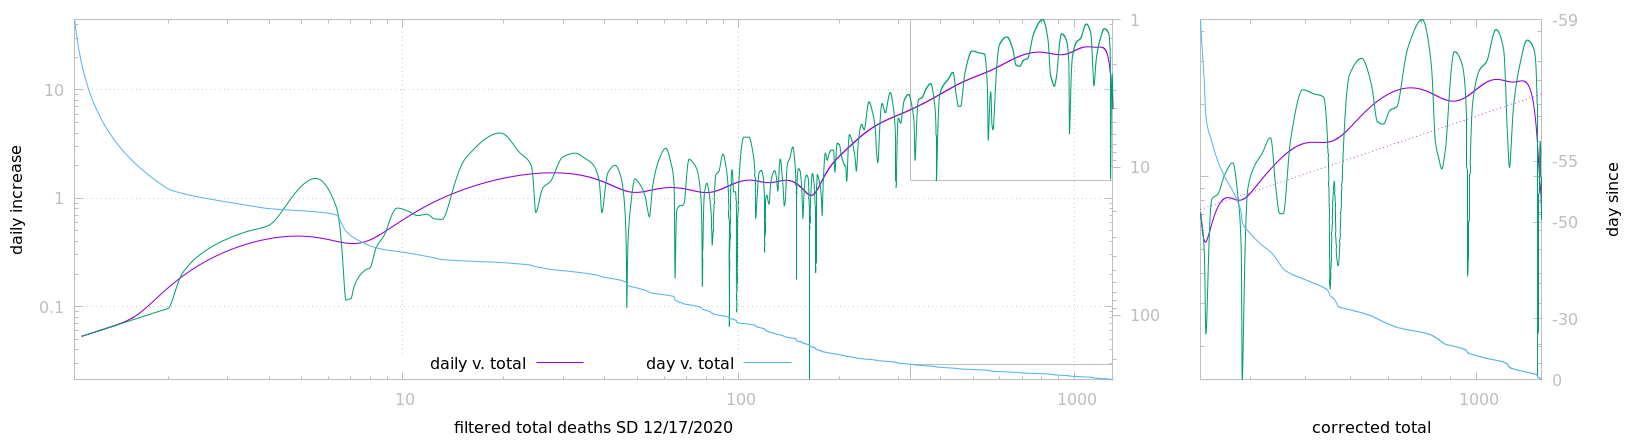 daily increase
10
1
0.1
daily v. total
day v. total
10
100
1000
filtered total deaths SD 12/17/2020
1
10
100
1000
corrected total
-59
-55
-50
-30
0
day since